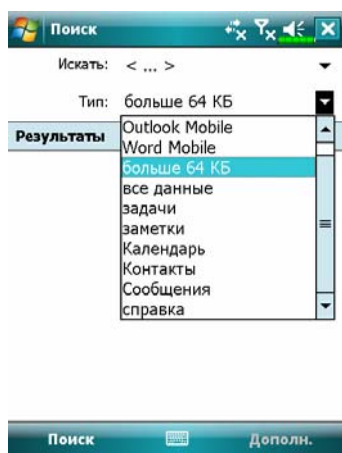 Поиск
Искать: < ... >
Тип: больше 64 КБ
Результаты
Outlook Mobile
Word Mobile
больше 64 КБ
все данные
задачи
заметки
Календарь
Контакты
Сообщения
справка
Поиск Дополн.